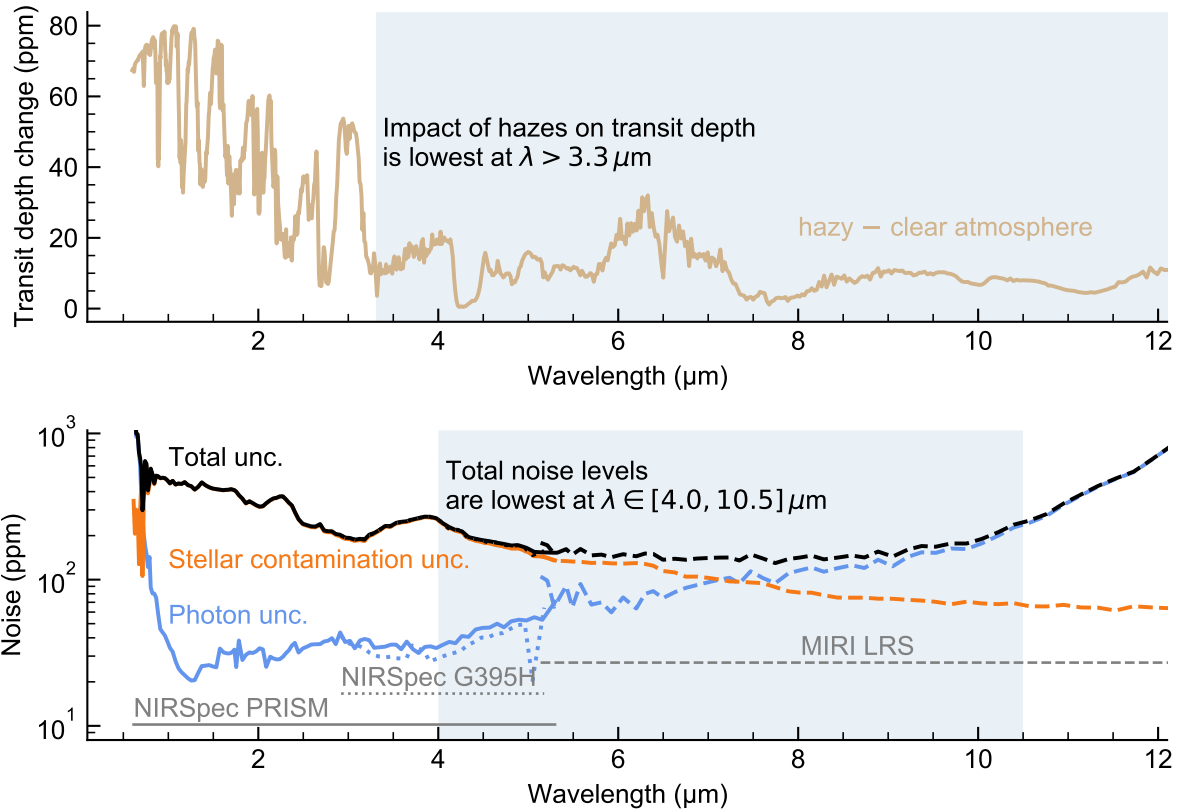 80
60
40
20
0
Transit depth change (ppm)
Impact of hazes on transit depth
is lowest at λ > 3.3 μm
hazy − clear atmosphere
2 4 6 8 10 12
Wavelength (μm)
10³
10²
10¹
Noise (ppm)
Total unc.
Total noise levels
are lowest at λ ∈ [4.0, 10.5] μm
Stellar contamination unc.
Photon unc.
MIRI LRS
NIRSpec G395H
NIRSpec PRISM
2 4 6 8 10 12
Wavelength (μm)